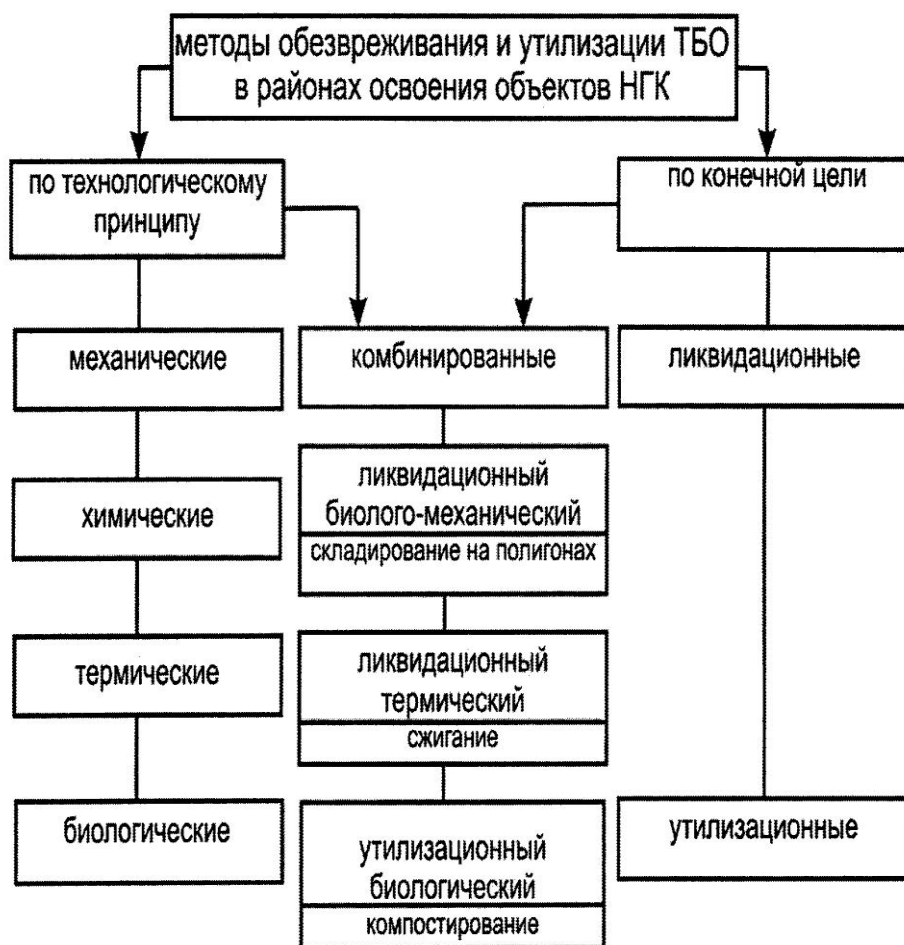 методы обезвреживания и утилизации ТБО
в районах освоения объектов НГК
по технологическому
принципу
по конечной цели
механические
комбинированные
ликвидационные
ликвидационный
биолого-механический
складирование на полигонах
химические
ликвидационный
термический
сжигание
термические
биологические
утилизационный
биологический
компостирование
утилизационные